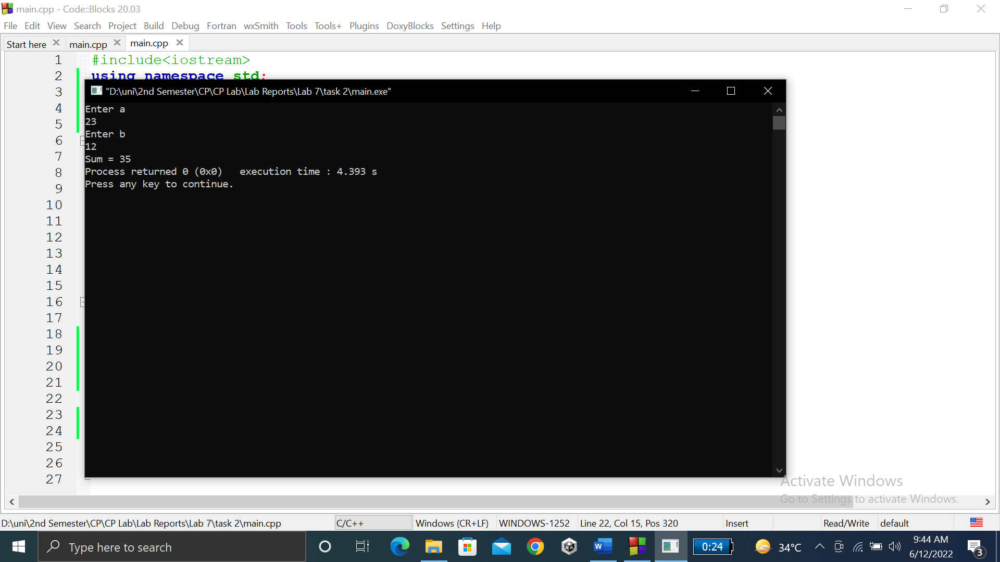 main.cpp - Code::Blocks 20.03
File Edit View Search Project Build Debug Fortran wxSmith Tools Tools+ Plugins DoxyBlocks Settings Help
Start here main.cpp main.cpp
1 #include<iostream>
2 using namespace std;
3
"D:\uni\2nd Semester\CP\CP Lab\Lab Reports\Lab 7\task 2\main.exe"
4
Enter a
23
5
Enter b
6
12
7
Sum = 35
8
Process returned 0 (0x0)   execution time : 4.393 s
9
Press any key to continue.
10
11
12
13
14
15
16
17
18
19
20
21
22
23
24
25
26
27
Activate Windows
Go to Settings to activate Windows.
D:\uni\2nd Semester\CP\CP Lab\Lab Reports\Lab 7\task 2\main.cpp C/C++ Windows (CR+LF) WINDOWS-1252 Line 22, Col 15, Pos 320 Insert Read/Write default
Type here to search
W
0:24
34°C
9:44 AM
6/12/2022
3